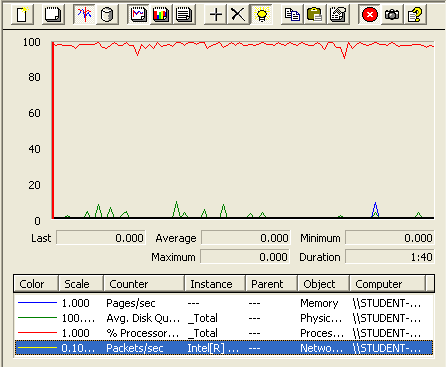 100
80
60
40
20
0
Last 0.000 Average 0.000 Minimum 0.000
Maximum 0.000 Duration 1:40
Color Scale Counter Instance Parent Object Computer
1.000 Pages/sec --- --- Memory \\STUDENT-...
100.... Avg. Disk Qu... _Total --- Physic... \\STUDENT-...
1.000 % Processor... _Total --- Proces... \\STUDENT-...
0.10... Packets/sec Intel[R] ... --- Netwo... \\STUDENT-...